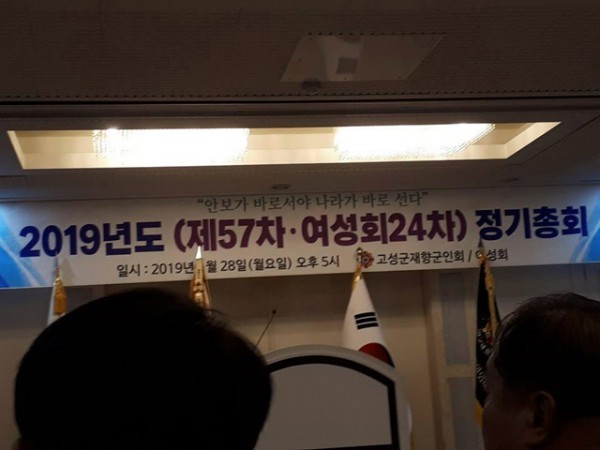 "안보가 바로서야 나라가 바로 선다"
2019년도 (제57차·여성회24차) 정기총회
일시 : 2019년 월 28일(월요일) 오후 5시 고성군재향군인회 / 여성회